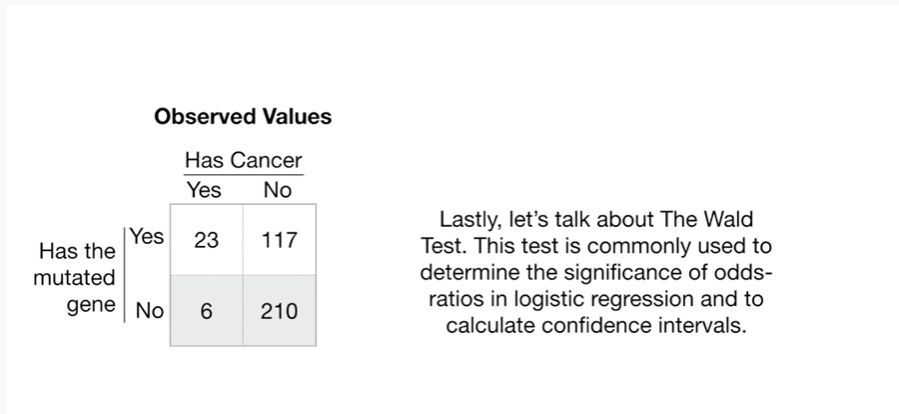 Observed Values
Has Cancer
Yes No
Has the
mutated
gene
Yes 23 117
No 6 210
Lastly, let’s talk about The Wald
Test. This test is commonly used to
determine the significance of odds-
ratios in logistic regression and to
calculate confidence intervals.